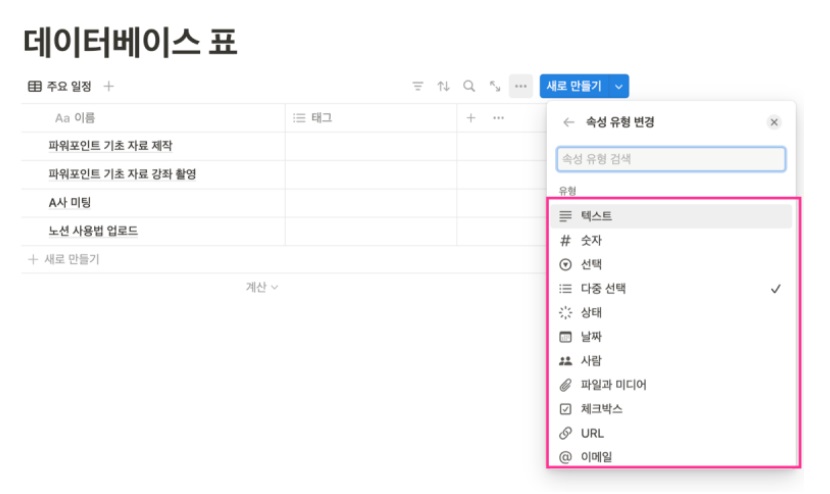 데이터베이스 표
주요 일정
새로 만들기
Aa 이름
태그
파워포인트 기초 자료 제작
파워포인트 기초 자료 강좌 촬영
A사 미팅
노션 사용법 업로드
+ 새로 만들기
계산
속성 유형 변경
속성 유형 검색
유형
텍스트
# 숫자
선택
다중 선택
상태
날짜
사람
파일과 미디어
체크박스
URL
@ 이메일